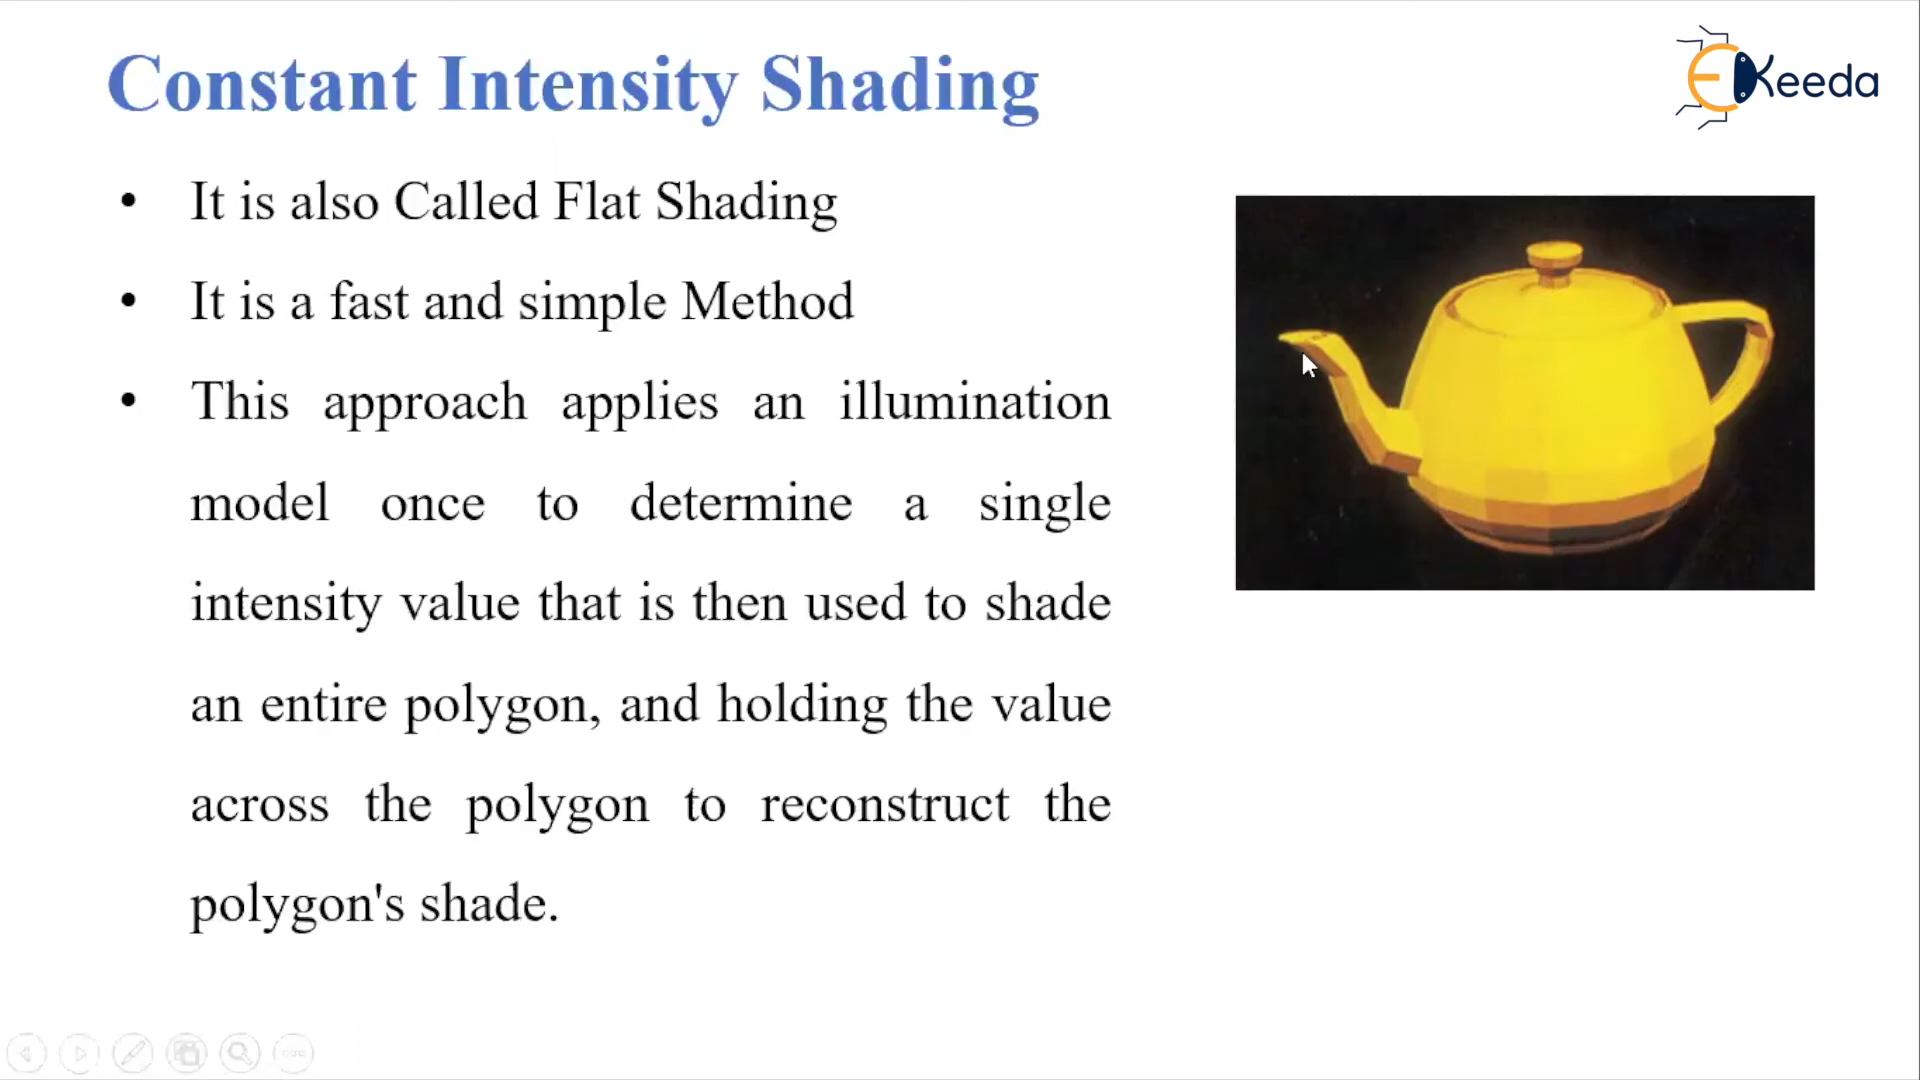 Constant Intensity Shading
EKeeda
• It is also Called Flat Shading
• It is a fast and simple Method
• This approach applies an illumination
model once to determine a single
intensity value that is then used to shade
an entire polygon, and holding the value
across the polygon to reconstruct the
polygon's shade.